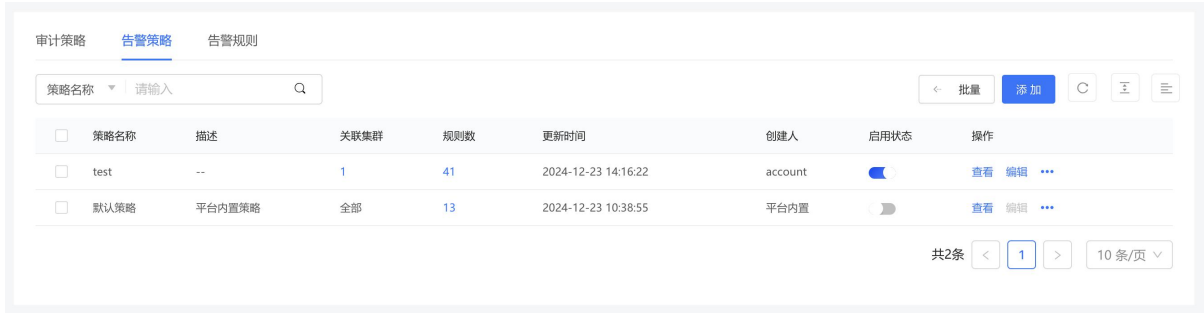 审计策略 告警策略 告警规则
策略名称 请输入 批量 添加
策略名称 描述 关联集群 规则数 更新时间 创建人 启用状态 操作
test -- 1 41 2024-12-23 14:16:22 account 查看 编辑 •••
默认策略 平台内置策略 全部 13 2024-12-23 10:38:55 平台内置 查看 编辑 •••
共2条 < 1 > 10 条/页